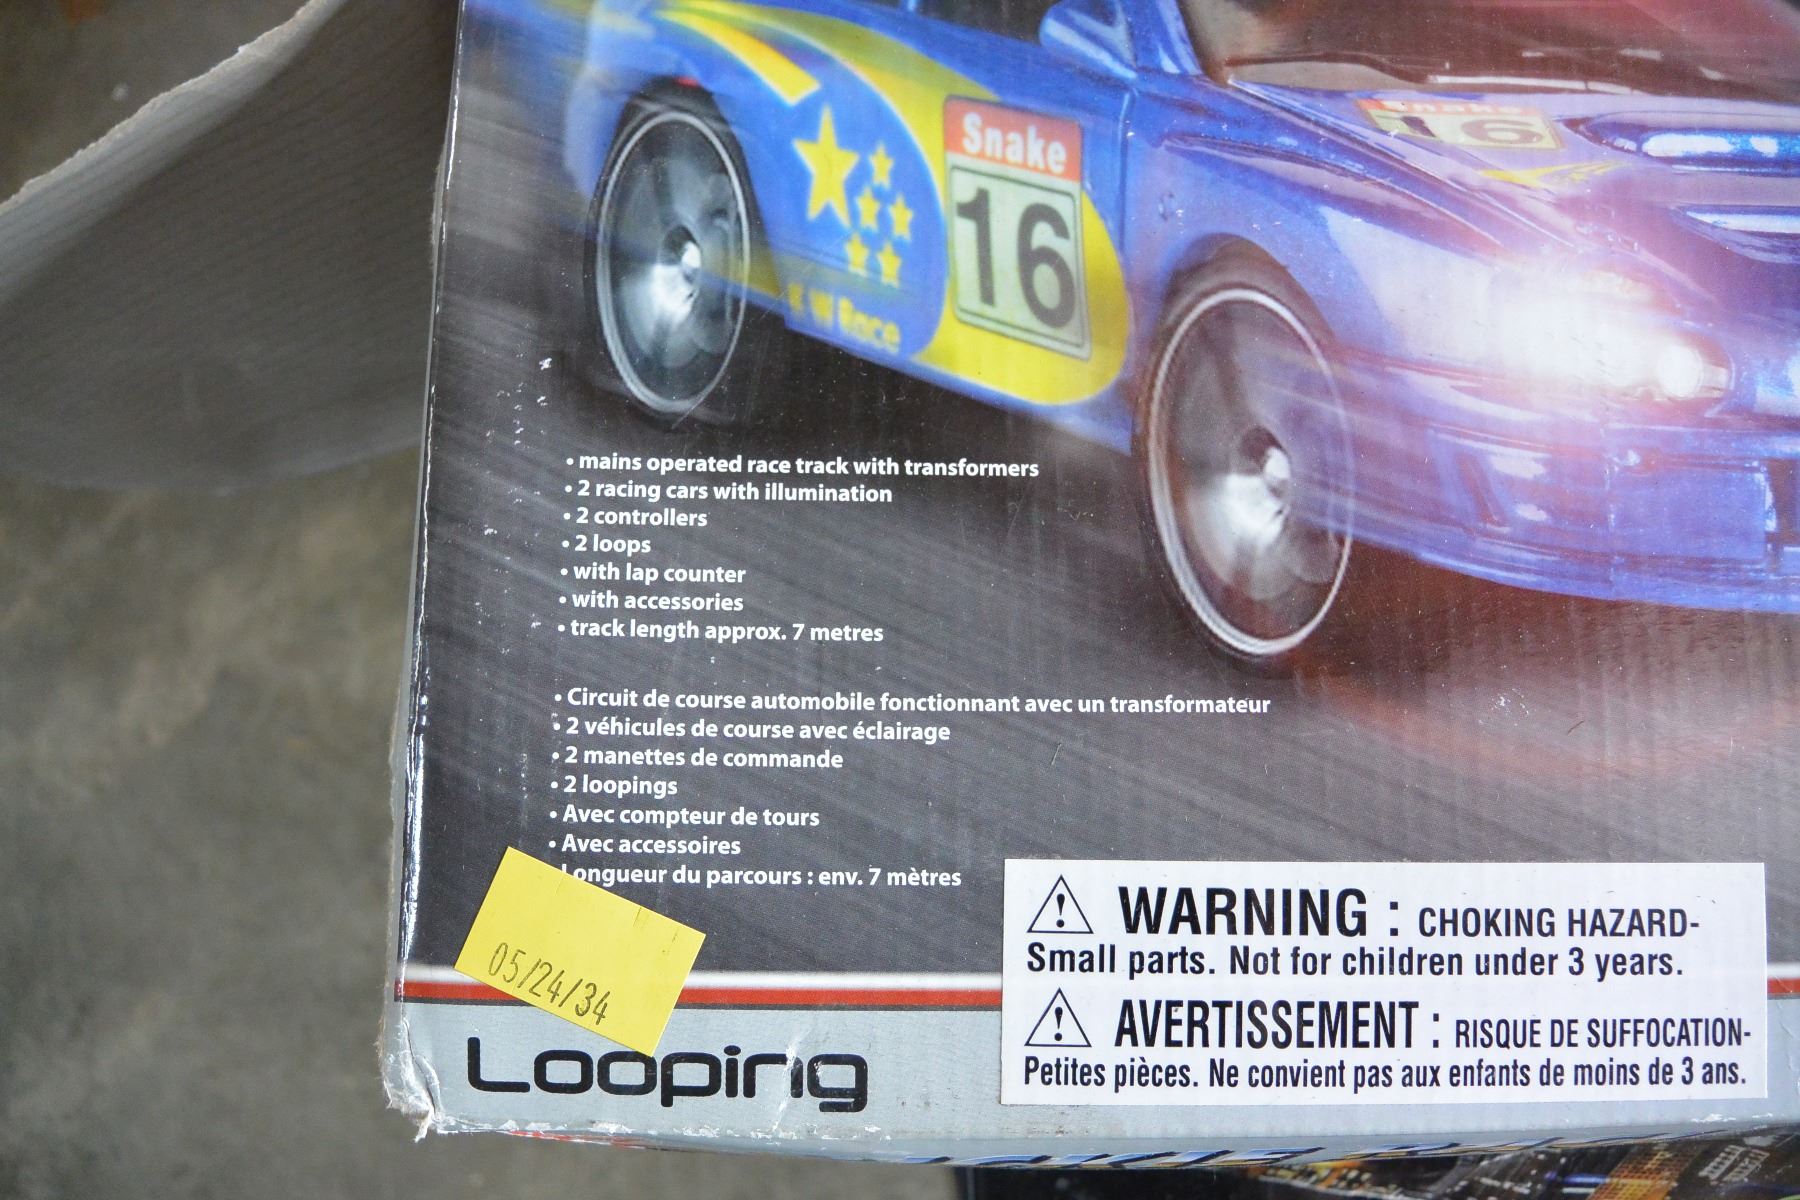 Snake
16
Snake
16
W Race
• mains operated race track with transformers
• 2 racing cars with illumination
• 2 controllers
• 2 loops
• with lap counter
• with accessories
• track length approx. 7 metres
• Circuit de course automobile fonctionnant avec un transformateur
• 2 véhicules de course avec éclairage
• 2 manettes de commande
• 2 loopings
• Avec compteur de tours
• Avec accessoires
Longueur du parcours : env. 7 mètres
05/24/34
Looping
WARNING : CHOKING HAZARD-
Small parts. Not for children under 3 years.
AVERTISSEMENT : RISQUE DE SUFFOCATION-
Petites pièces. Ne convient pas aux enfants de moins de 3 ans.